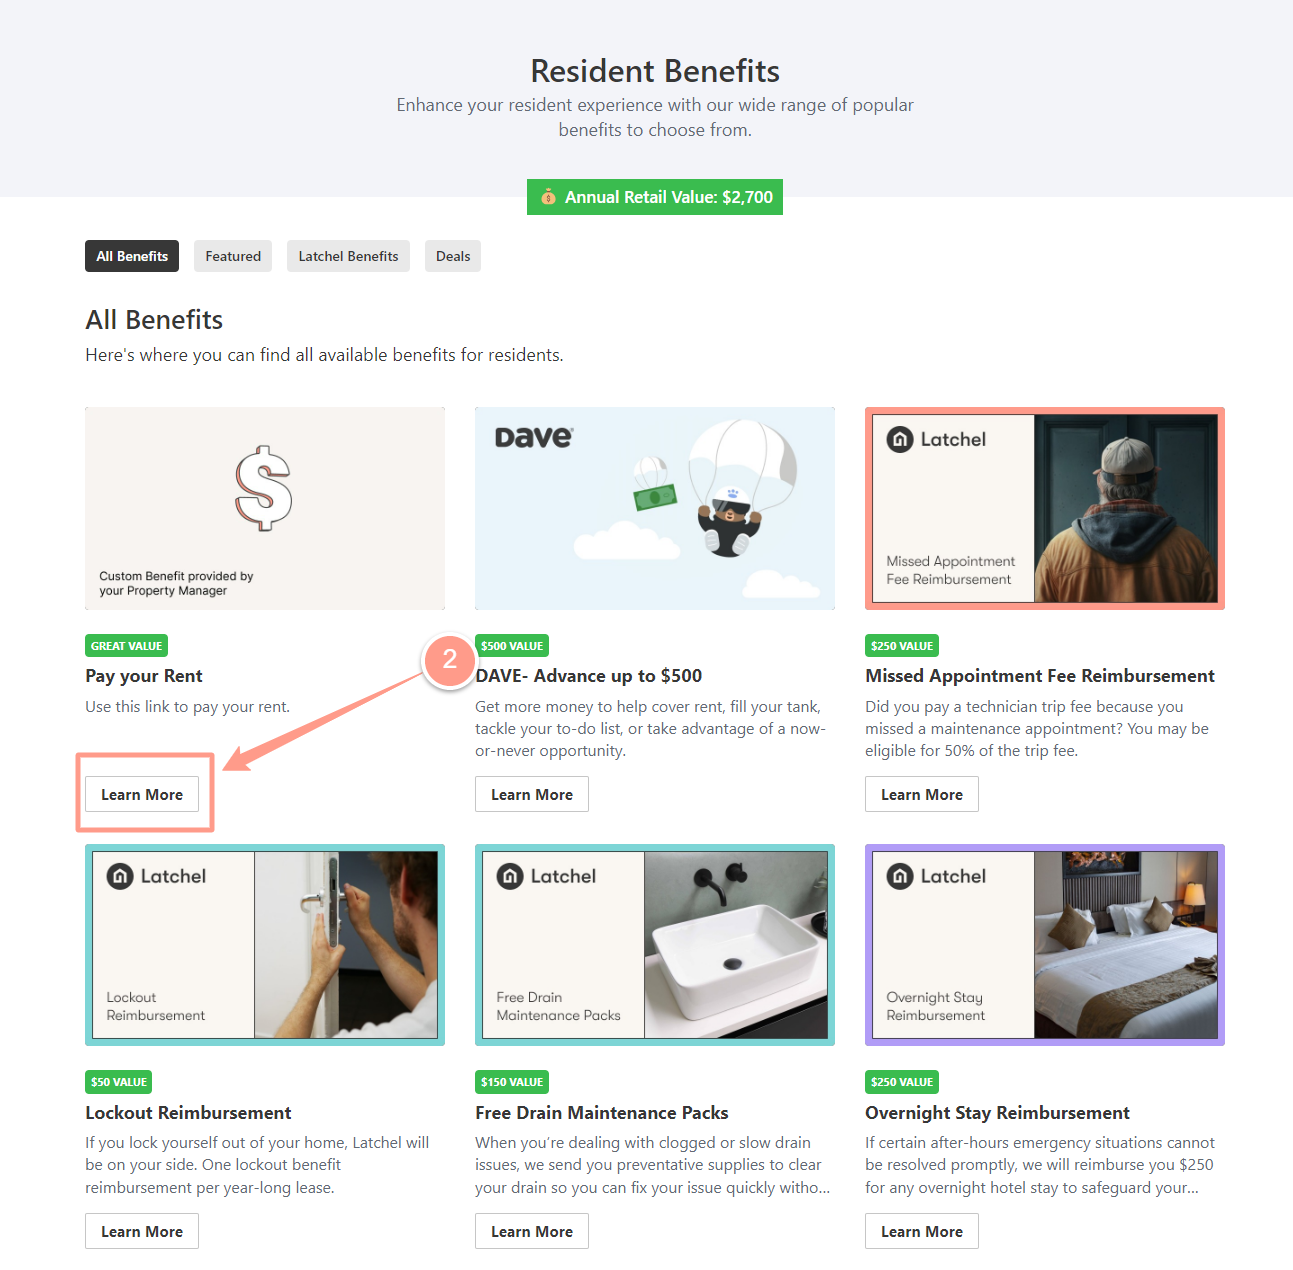 Resident Benefits
Enhance your resident experience with our wide range of popular
benefits to choose from.
Annual Retail Value: $2,700
All Benefits
Featured
Latchel Benefits
Deals
All Benefits
Here's where you can find all available benefits for residents.
Custom Benefit provided by
your Property Manager
GREAT VALUE
Pay your Rent
Use this link to pay your rent.
Learn More
2
Dave
$500 VALUE
DAVE- Advance up to $500
Get more money to help cover rent, fill your tank,
tackle your to-do list, or take advantage of a now-
or-never opportunity.
Learn More
Latchel
Missed Appointment
Fee Reimbursement
$250 VALUE
Missed Appointment Fee Reimbursement
Did you pay a technician trip fee because you
missed a maintenance appointment? You may be
eligible for 50% of the trip fee.
Learn More
Latchel
Lockout
Reimbursement
$50 VALUE
Lockout Reimbursement
If you lock yourself out of your home, Latchel will
be on your side. One lockout benefit
reimbursement per year-long lease.
Learn More
Latchel
Free Drain
Maintenance Packs
$150 VALUE
Free Drain Maintenance Packs
When you’re dealing with clogged or slow drain
issues, we send you preventative supplies to clear
your drain so you can fix your issue quickly witho...
Learn More
Latchel
Overnight Stay
Reimbursement
$250 VALUE
Overnight Stay Reimbursement
If certain after-hours emergency situations cannot
be resolved promptly, we will reimburse you $250
for any overnight hotel stay to safeguard your...
Learn More